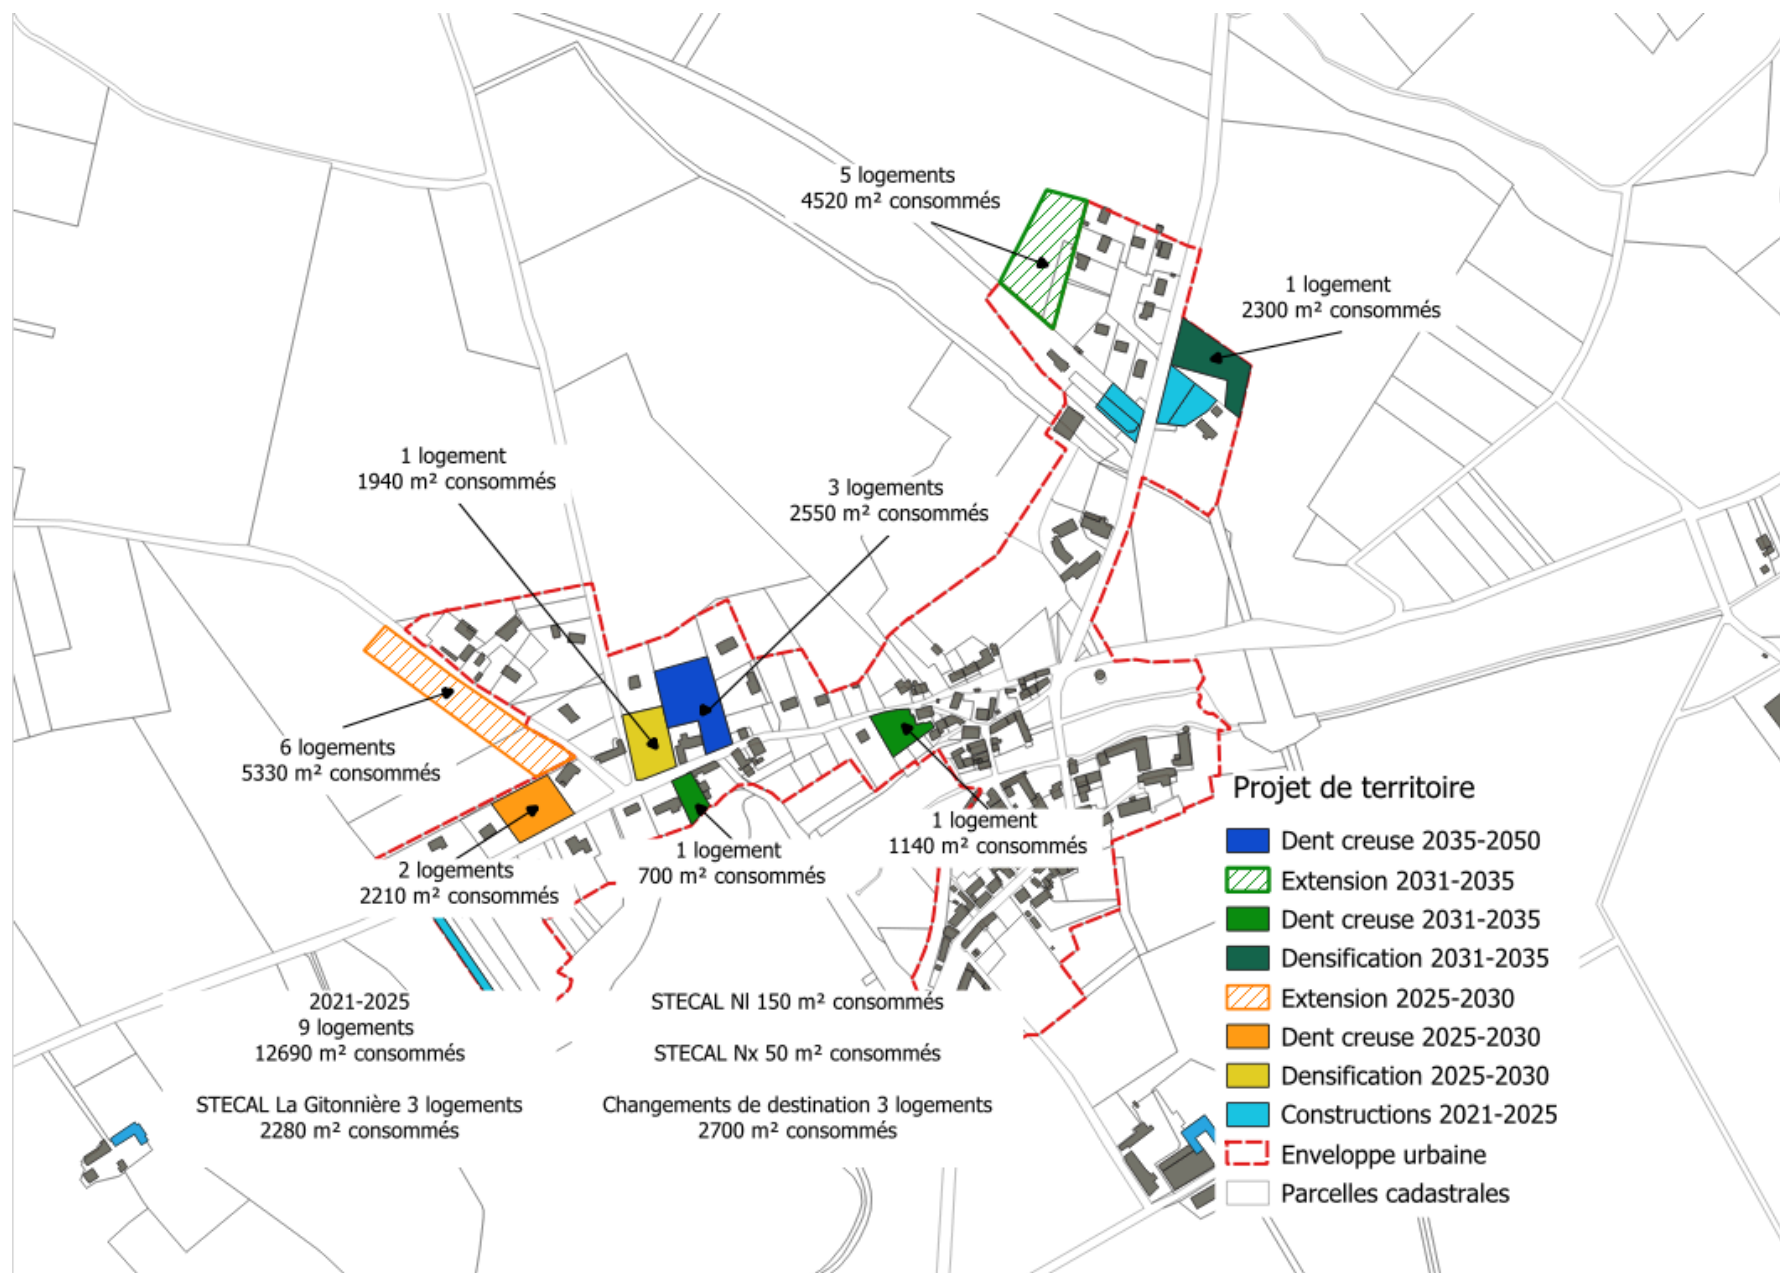 5 logements
4520 m² consommés
1 logement
2300 m² consommés
1 logement
1940 m² consommés
3 logements
2550 m² consommés
6 logements
5330 m² consommés
2 logements
2210 m² consommés
1 logement
700 m² consommés
1 logement
1140 m² consommés
2021-2025
9 logements
12690 m² consommés
STECAL La Gitonnière 3 logements
2280 m² consommés
STECAL Nl 150 m² consommés
STECAL Nx 50 m² consommés
Changements de destination 3 logements
2700 m² consommés
Projet de territoire
Dent creuse 2035-2050
Extension 2031-2035
Dent creuse 2031-2035
Densification 2031-2035
Extension 2025-2030
Dent creuse 2025-2030
Densification 2025-2030
Constructions 2021-2025
Enveloppe urbaine
Parcelles cadastrales